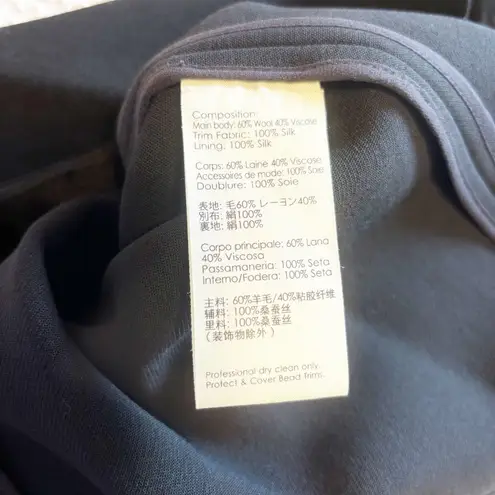 Composition:
Main body: 60% Wool 40% Viscose
Trim Fabric: 100% Silk
Lining: 100% Silk
Corps: 60% Laine 40% Viscose
Accessoires de mode: 100% Soie
Doublure: 100% Soie
表地: 毛60% レーヨン40%
別布: 絹100%
裏地: 絹100%
Corpo principale: 60% Lana
40% Viscosa
Passamaneria: 100% Seta
Interno/Fodera: 100% Seta
主料: 60%羊毛/40%粘胶纤维
辅料: 100%桑蚕丝
里料: 100%桑蚕丝
(装饰物除外)
Professional dry clean only.
Protect & Cover Bead Trims.